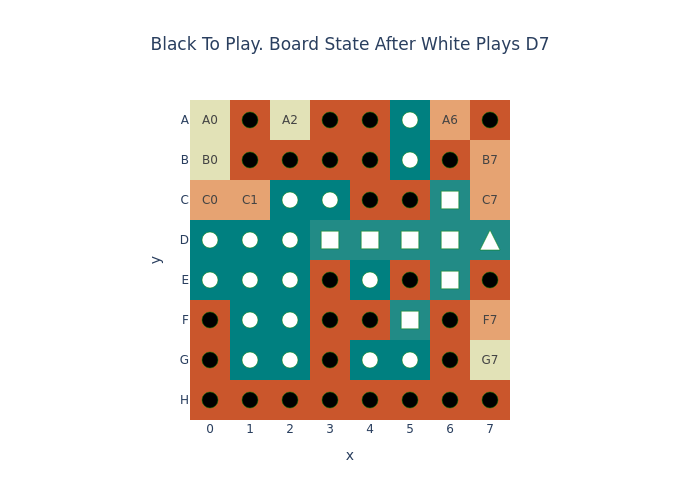 Black To Play. Board State After White Plays D7
A A0 A2 A6
B B0 B7
C C0 C1 C7
D
E
F F7
G G7
H
0 1 2 3 4 5 6 7
x
y